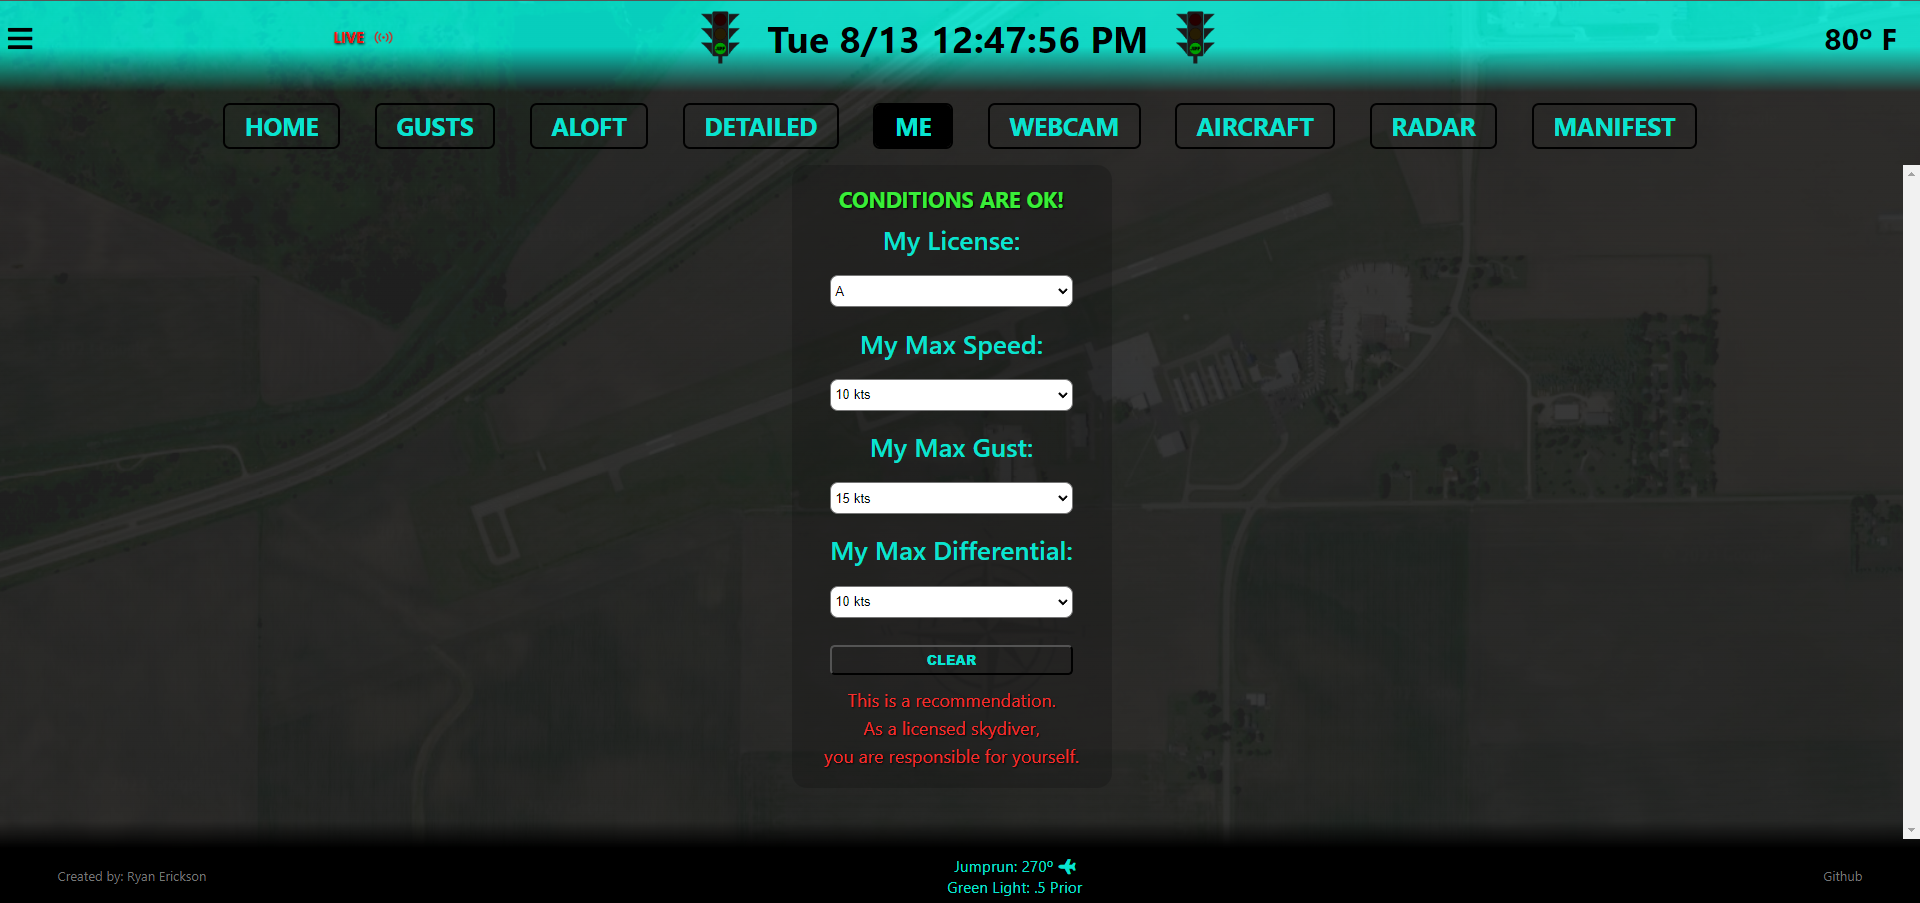 LIVE
Tue 8/13 12:47:56 PM
80º F
HOME
GUSTS
ALOFT
DETAILED
ME
WEBCAM
AIRCRAFT
RADAR
MANIFEST
CONDITIONS ARE OK!
My License:
A
My Max Speed:
10 kts
My Max Gust:
15 kts
My Max Differential:
10 kts
CLEAR
This is a recommendation.
As a licensed skydiver,
you are responsible for yourself.
Created by: Ryan Erickson
Jumprun: 270º
Green Light: .5 Prior
Github